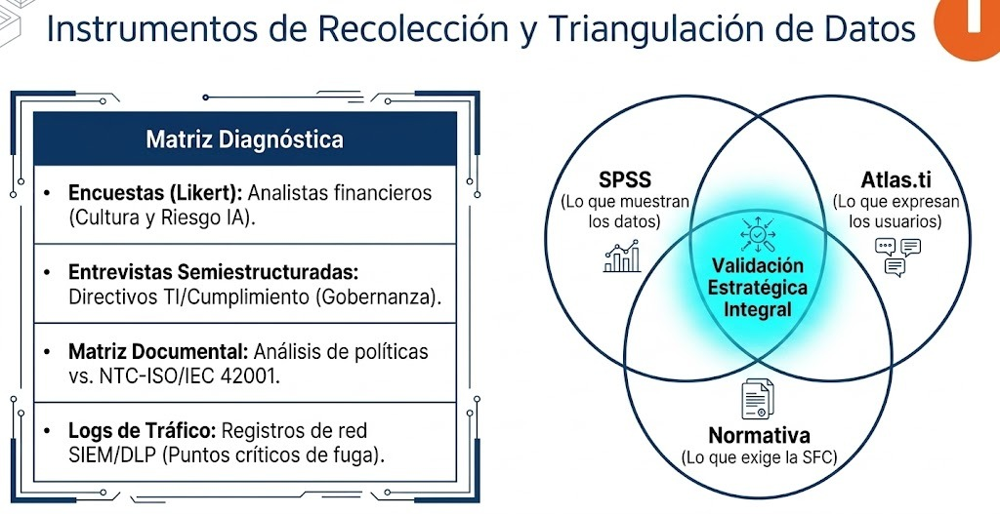 Instrumentos de Recolección y Triangulación de Datos
Matriz Diagnóstica
• Encuestas (Likert): Analistas financieros
(Cultura y Riesgo IA).
• Entrevistas Semiestructuradas:
Directivos TI/Cumplimiento (Gobernanza).
• Matriz Documental: Análisis de políticas
vs. NTC-ISO/IEC 42001.
• Logs de Tráfico: Registros de red
SIEM/DLP (Puntos críticos de fuga).
SPSS
(Lo que muestran
los datos)
Atlas.ti
(Lo que expresan
los usuarios)
Validación
Estratégica
Integral
Normativa
(Lo que exige la SFC)